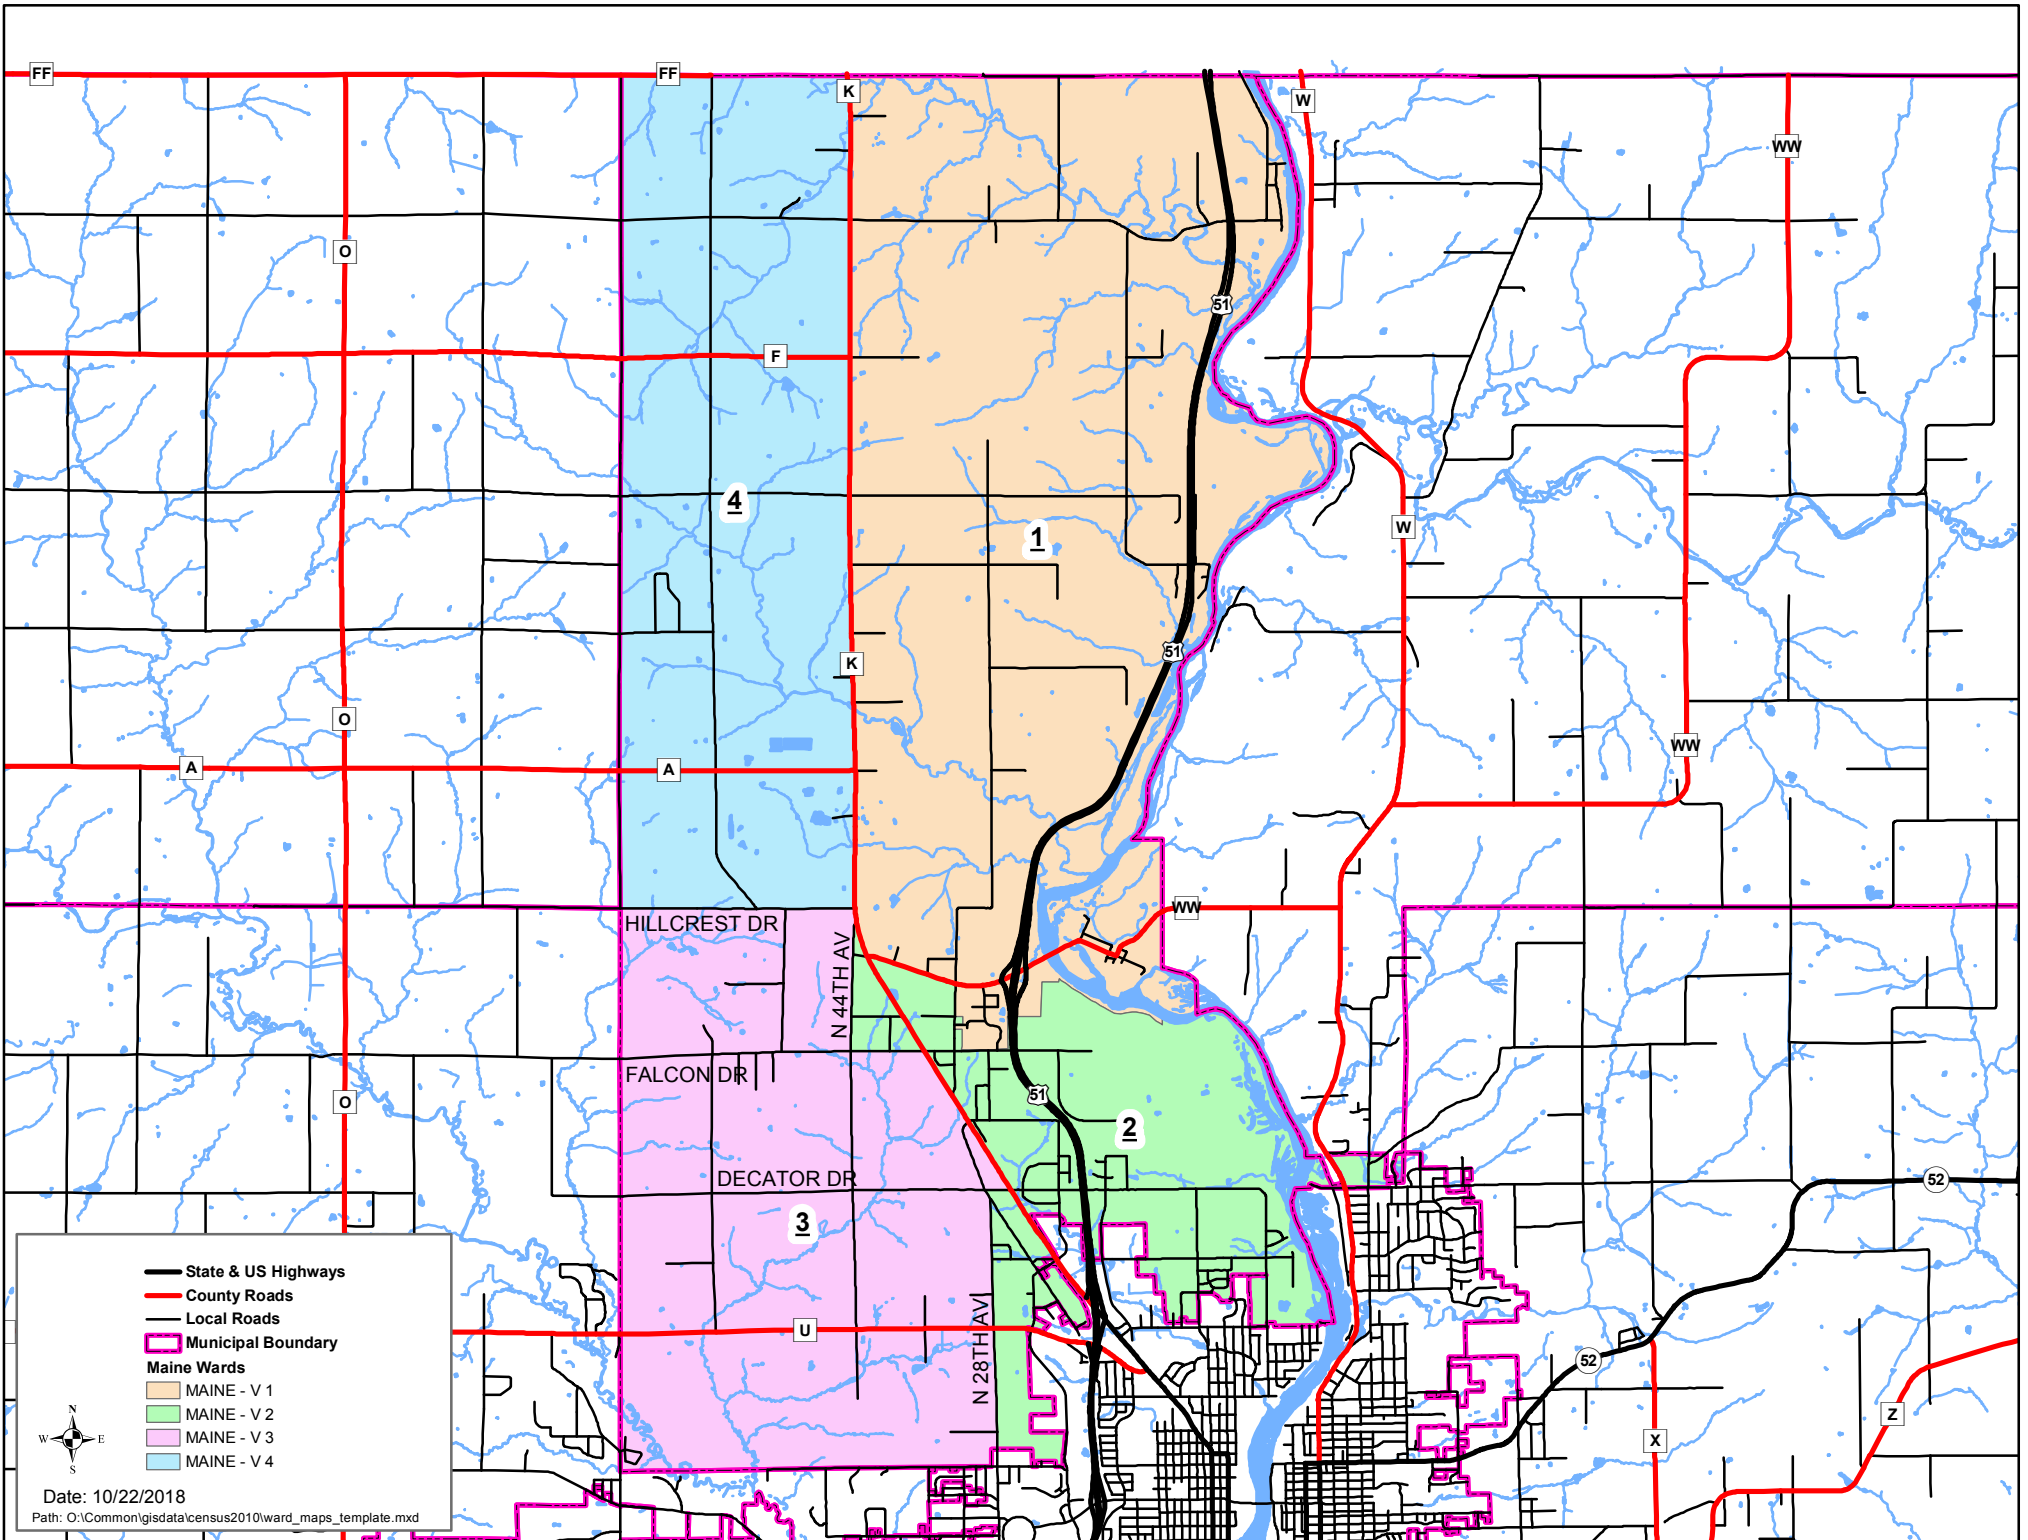 FF
FF
K
W
WW
O
51
F
4
W
1
K
51
O
WW
A
A
WW
HILLCREST DR
N 44TH AV
FALCON DR
51
O
2
DECATOR DR
52
3
U
N 28TH AV
52
Z
X
State & US Highways
County Roads
Local Roads
Municipal Boundary
Maine Wards
MAINE - V 1
MAINE - V 2
MAINE - V 3
MAINE - V 4
N
W
E
S
Date: 10/22/2018
Path: O:\Common\gisdata\census2010\ward_maps_template.mxd